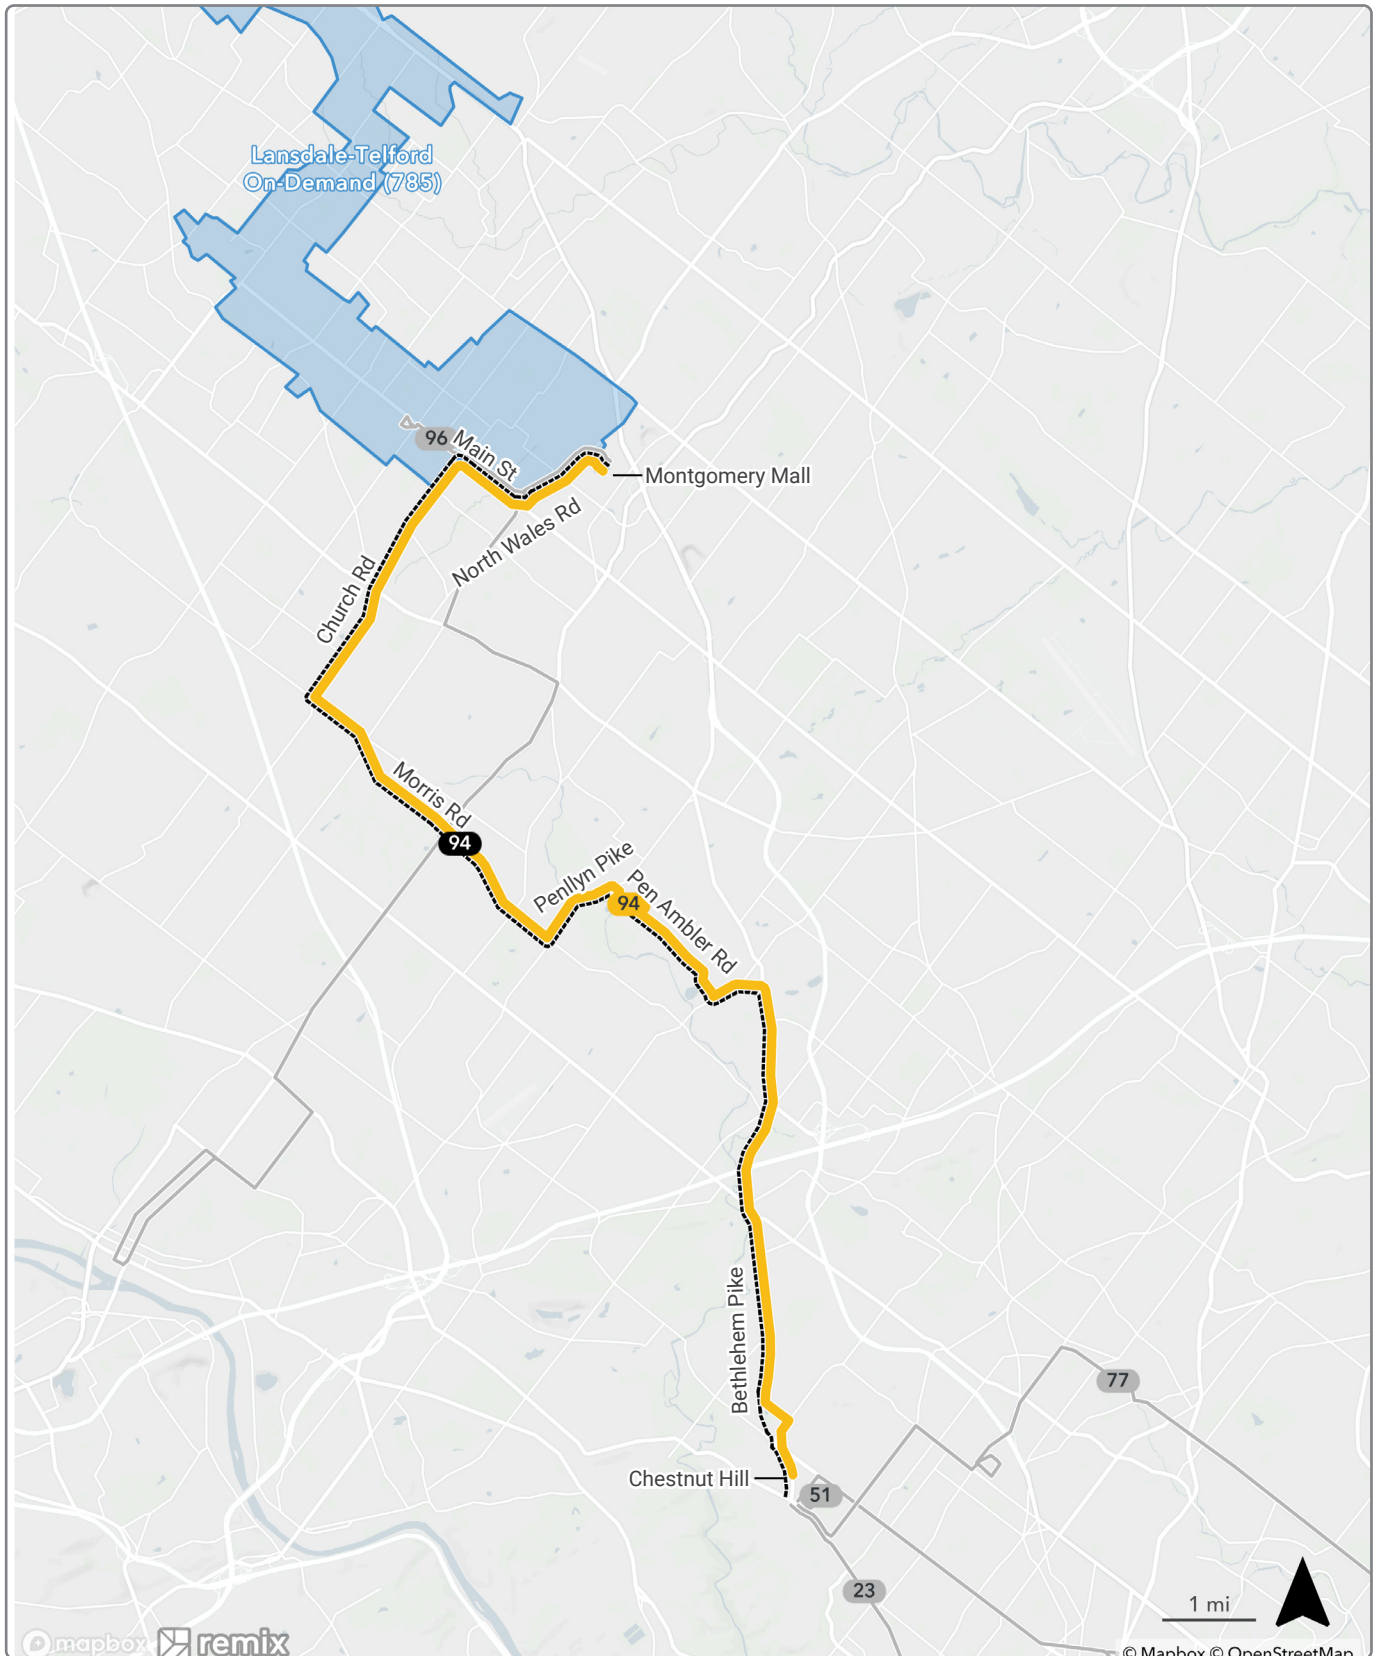 Lansdale-Telford
On-Demand (785)
96
Main St
Montgomery Mall
North Wales Rd
Church Rd
Morris Rd
94
Penllyn Pike
94
Pen Ambler Rd
Bethlehem Pike
77
Chestnut Hill
51
23
1 mi
mapbox remix
© Mapbox © OpenStreetMap